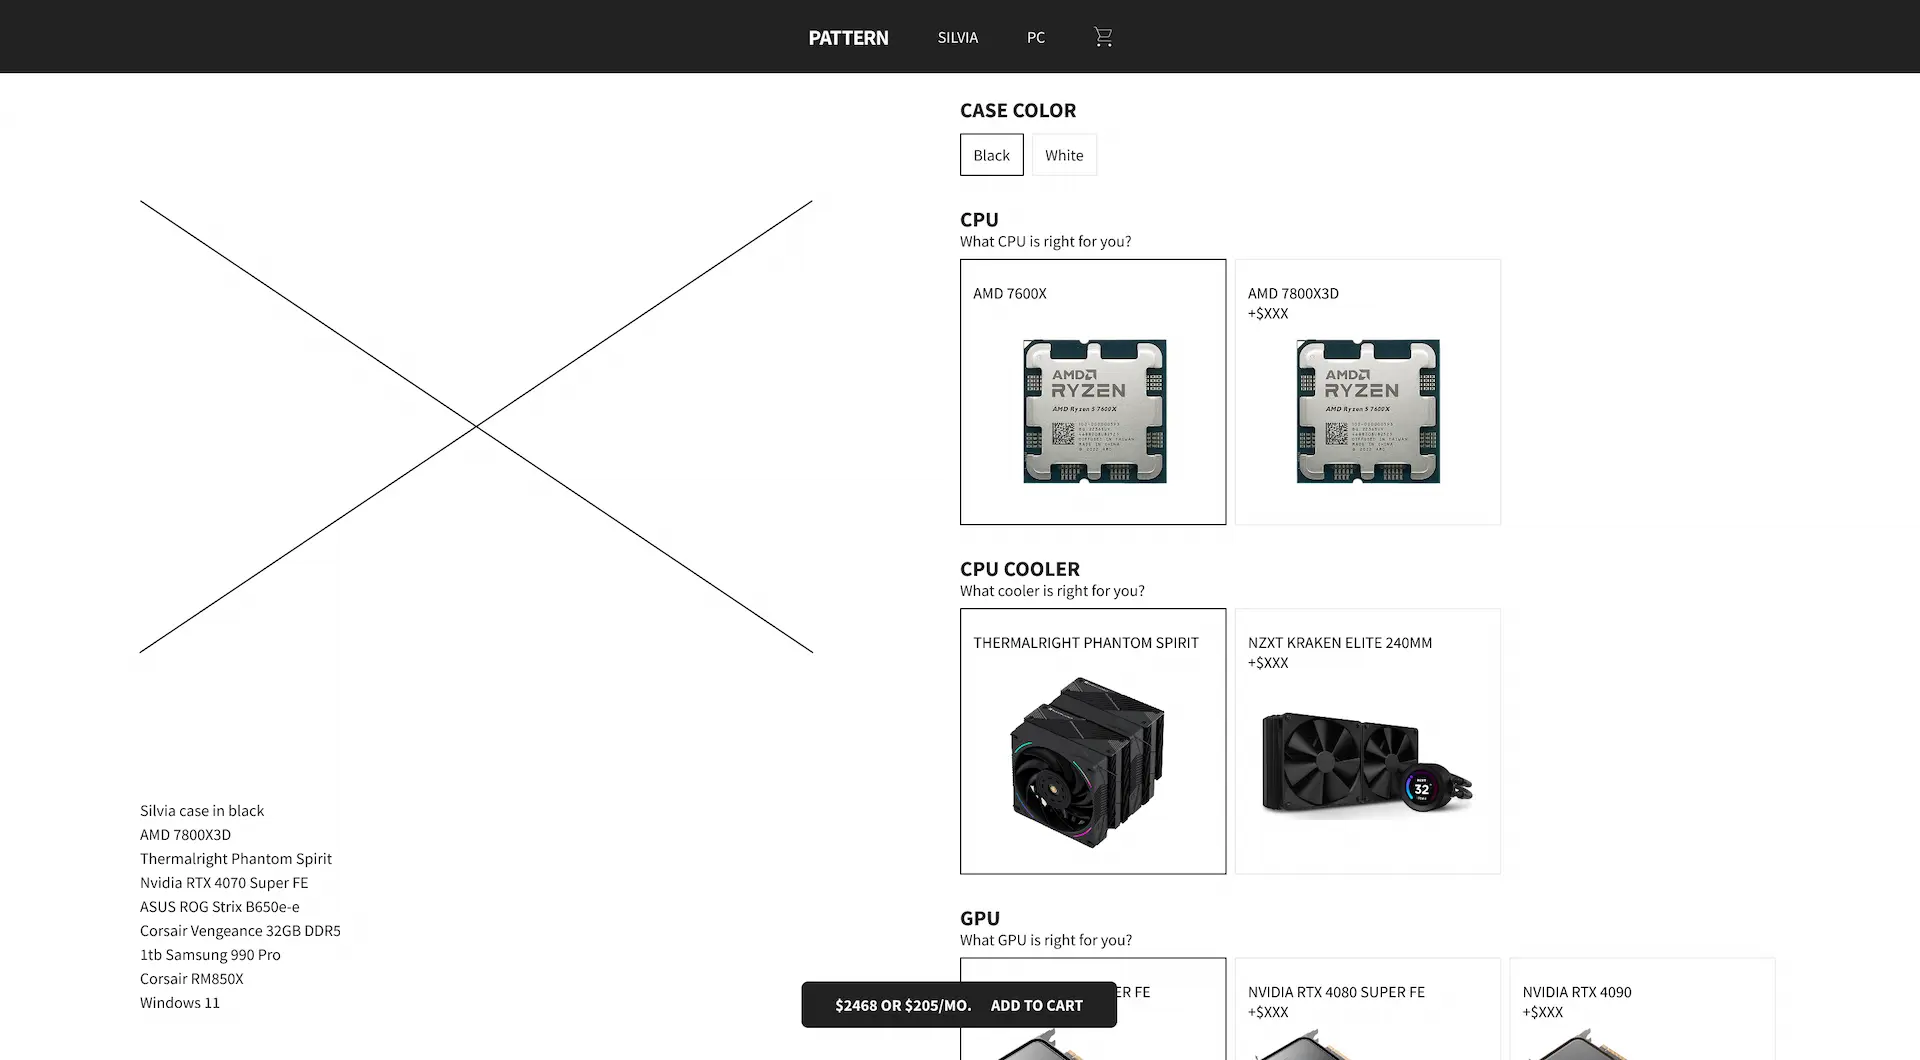 PATTERN SILVIA PC
CASE COLOR
Black White
CPU
What CPU is right for you?
AMD 7600X
AMD 7800X3D
+$XXX
AMD
RYZEN
AMD Ryzen 5 7600X
AMD
RYZEN
AMD Ryzen 5 7600X
CPU COOLER
What cooler is right for you?
THERMALRIGHT PHANTOM SPIRIT
NZXT KRAKEN ELITE 240MM
+$XXX
32°
GPU
What GPU is right for you?
ER FE
NVIDIA RTX 4080 SUPER FE
+$XXX
NVIDIA RTX 4090
+$XXX
Silvia case in black
AMD 7800X3D
Thermalright Phantom Spirit
Nvidia RTX 4070 Super FE
ASUS ROG Strix B650e-e
Corsair Vengeance 32GB DDR5
1tb Samsung 990 Pro
Corsair RM850X
Windows 11
$2468 OR $205/MO. ADD TO CART